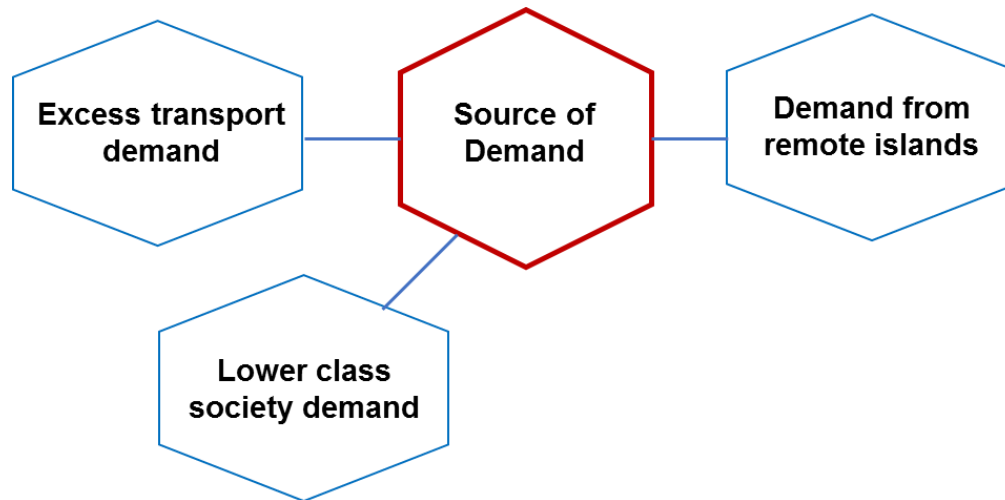 Excess transport
demand
Source of
Demand
Demand from
remote islands
Lower class
society demand